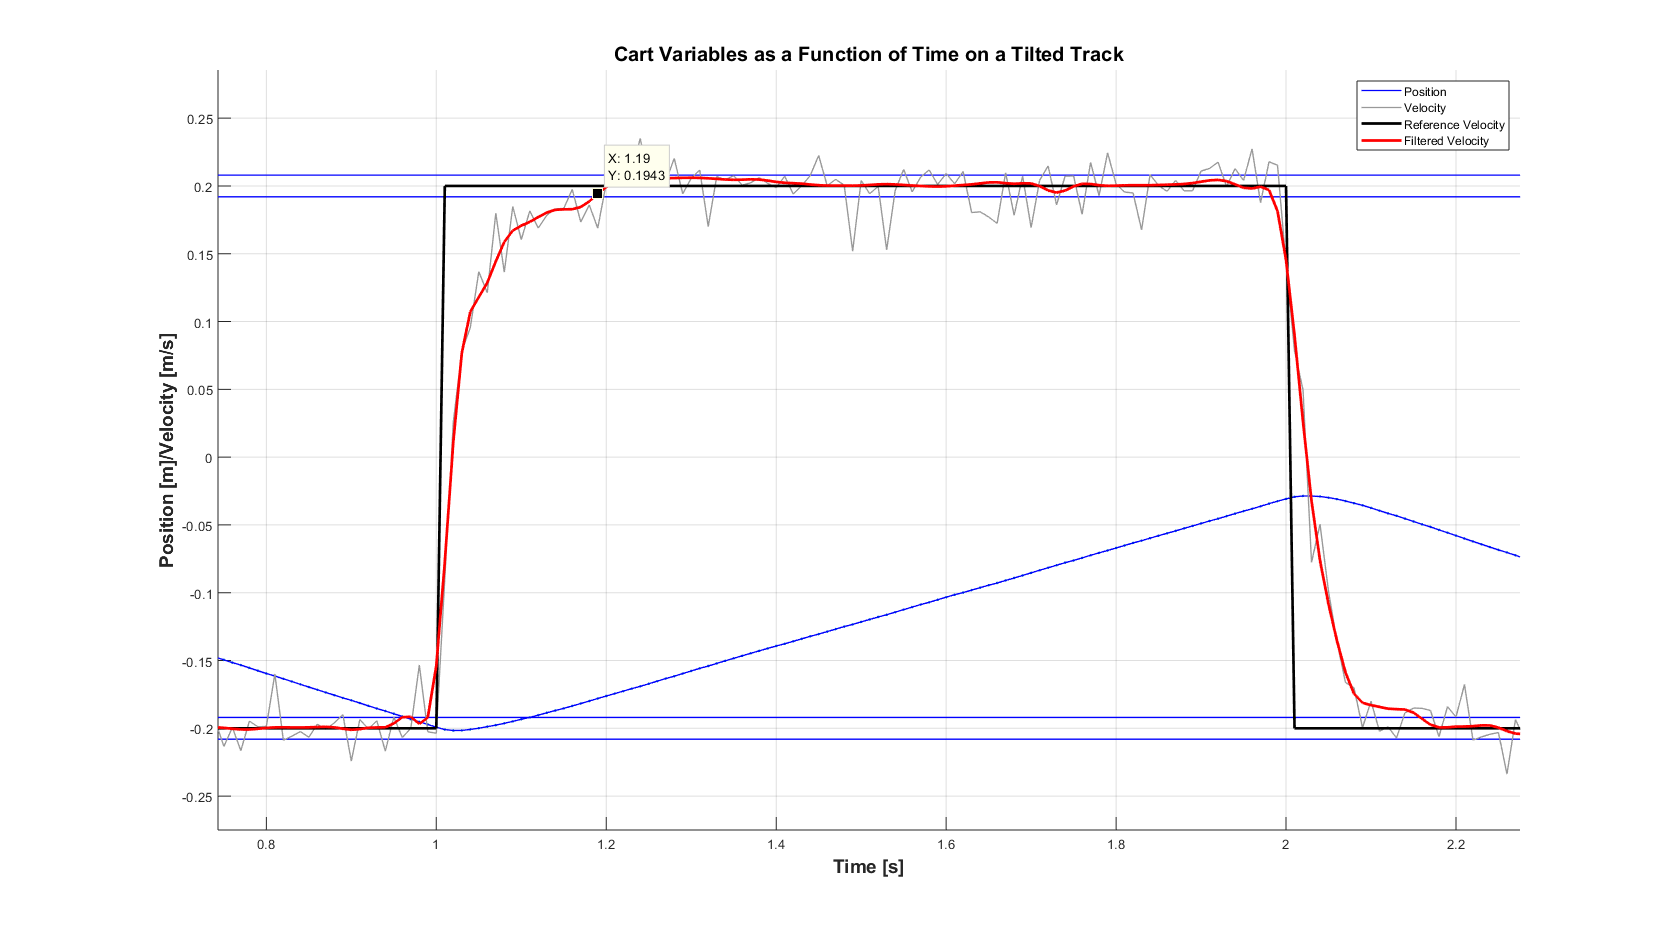 Cart Variables as a Function of Time on a Tilted Track
Position
Velocity
Reference Velocity
Filtered Velocity
X: 1.19
Y: 0.1943
Position [m]/Velocity [m/s]
0.25
0.2
0.15
0.1
0.05
0
-0.05
-0.1
-0.15
-0.2
-0.25
0.8
1
1.2
1.4
1.6
1.8
2
2.2
Time [s]